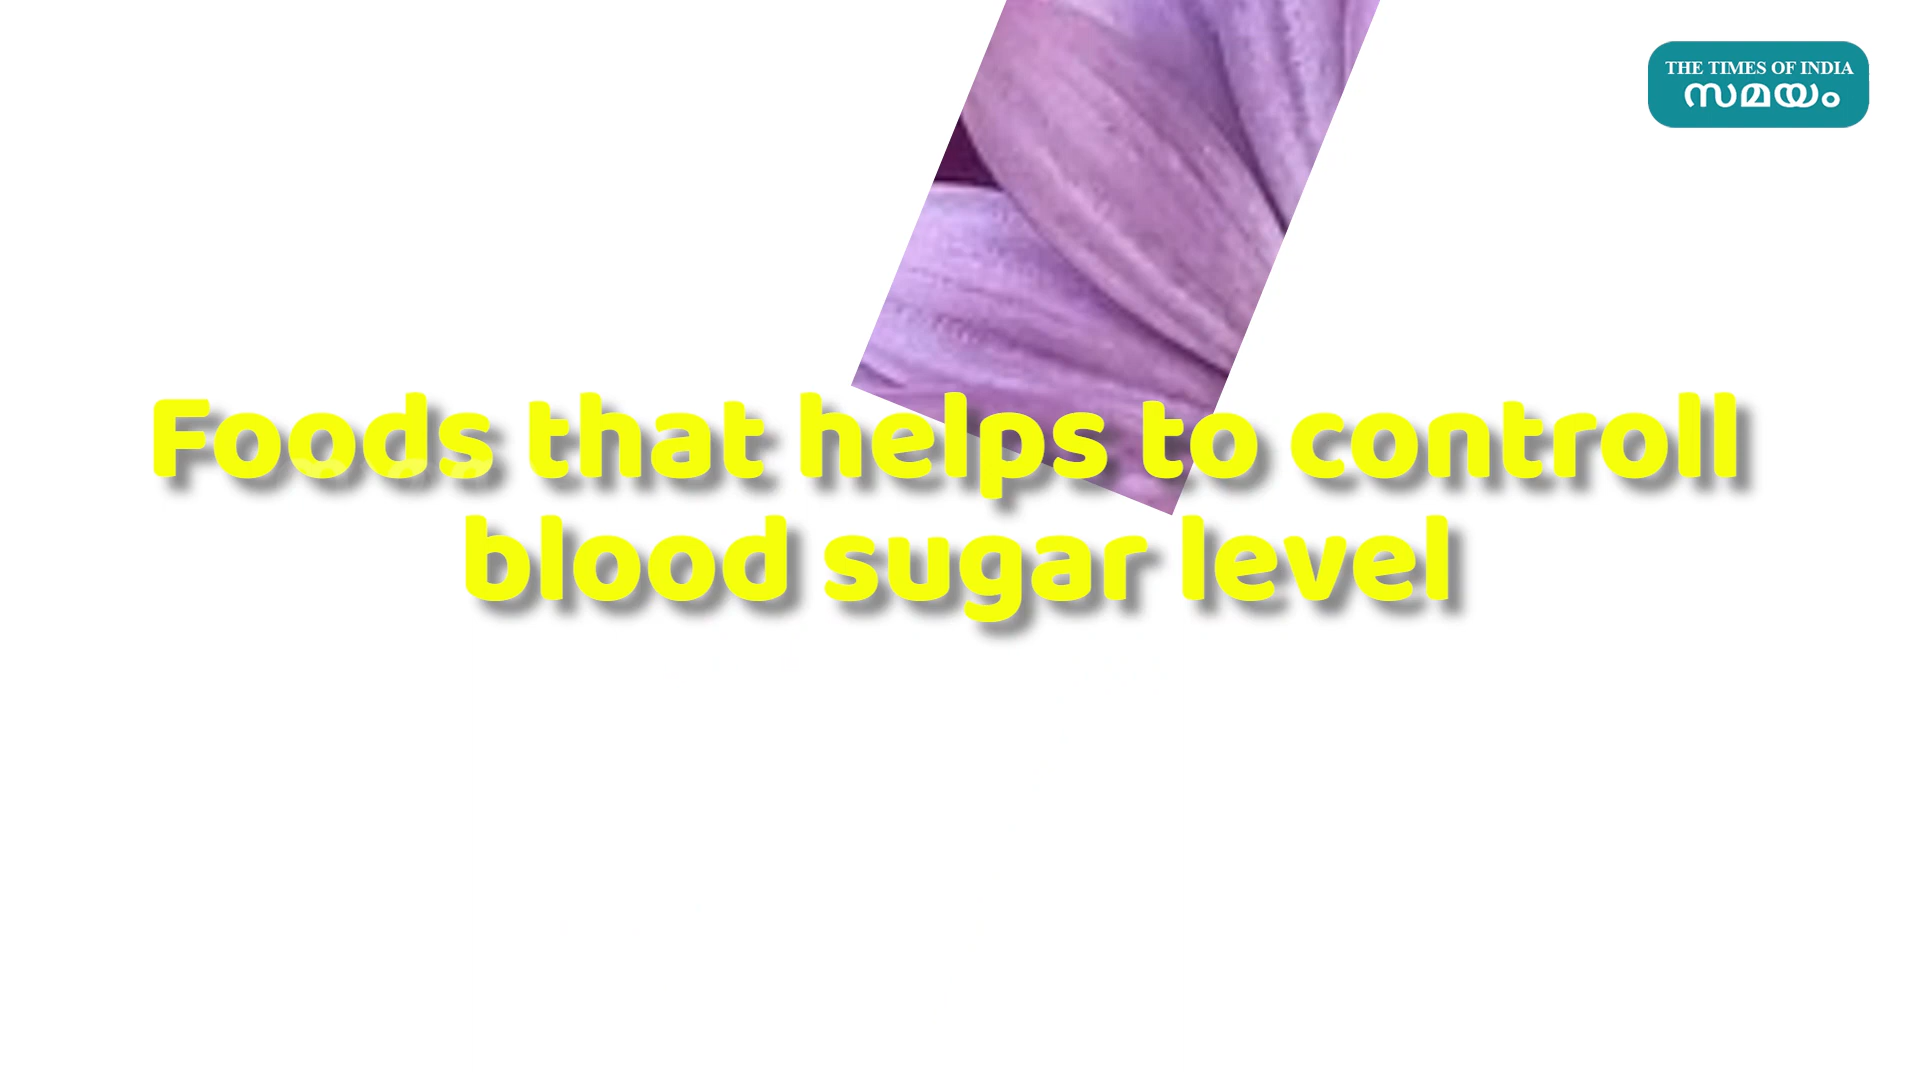 THE TIMES OF INDIA
സമയം
Foods that helps to controll
blood sugar level